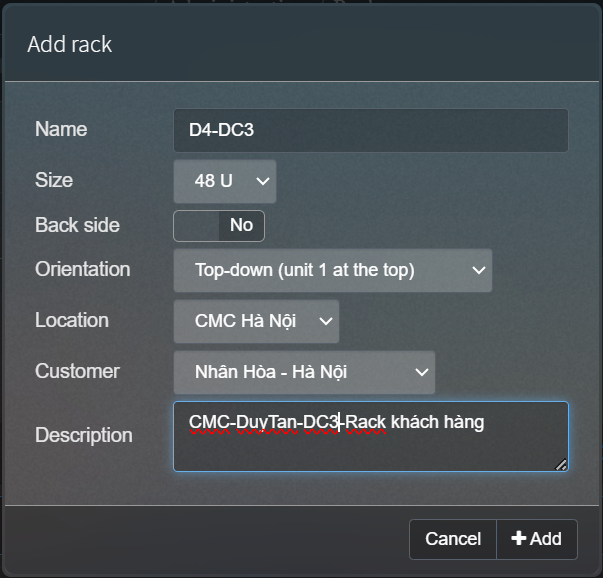 Add rack
Name D4-DC3
Size 48 U
Back side No
Orientation Top-down (unit 1 at the top)
Location CMC Hà Nội
Customer Nhân Hòa - Hà Nội
Description CMC-DuyTan-DC3-Rack khách hàng
Cancel +Add